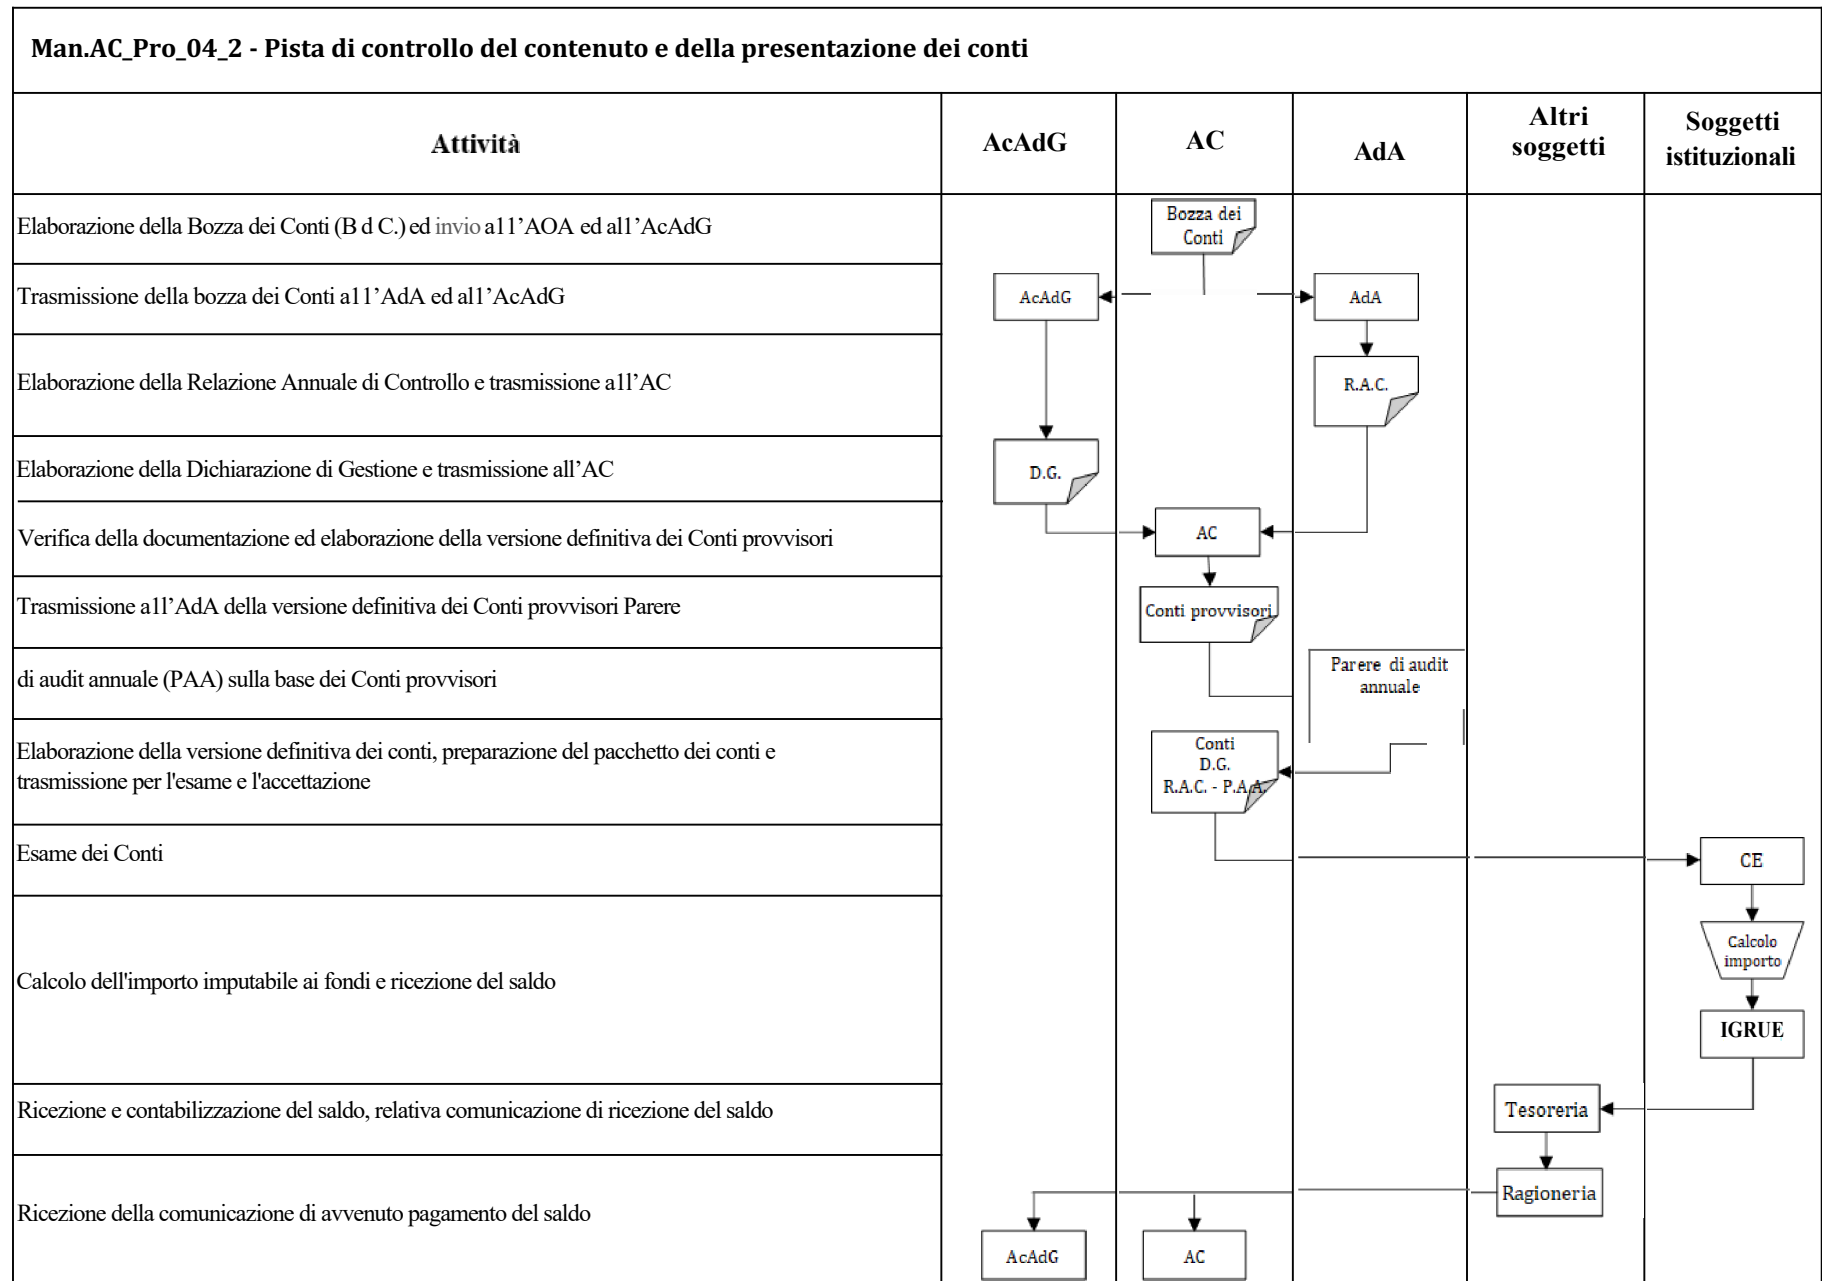 Man.AC_Pro_04_2 - Pista di controllo del contenuto e della presentazione dei conti
Attività
AcAdG
AC
AdA
Altri
soggetti
Soggetti
istituzionali
Elaborazione della Bozza dei Conti (B d C.) ed invio a11’AOA ed al1’AcAdG
Bozza dei
Conti
Trasmissione della bozza dei Conti a11’AdA ed al1’AcAdG
AcAdG
AdA
Elaborazione della Relazione Annuale di Controllo e trasmissione a1l’AC
R.A.C.
Elaborazione della Dichiarazione di Gestione e trasmissione all’AC
D.G.
Verifica della documentazione ed elaborazione della versione definitiva dei Conti provvisori
AC
Trasmissione a1l’AdA della versione definitiva dei Conti provvisori Parere
Conti provvisori
di audit annuale (PAA) sulla base dei Conti provvisori
Parere di audit
annuale
Elaborazione della versione definitiva dei conti, preparazione del pacchetto dei conti e
trasmissione per l'esame e l'accettazione
Conti
D.G.
R.A.C. - P.A.A.
Esame dei Conti
CE
Calcolo dell'importo imputabile ai fondi e ricezione del saldo
Calcolo
importo
IGRUE
Ricezione e contabilizzazione del saldo, relativa comunicazione di ricezione del saldo
Tesoreria
Ricezione della comunicazione di avvenuto pagamento del saldo
Ragioneria
AcAdG
AC